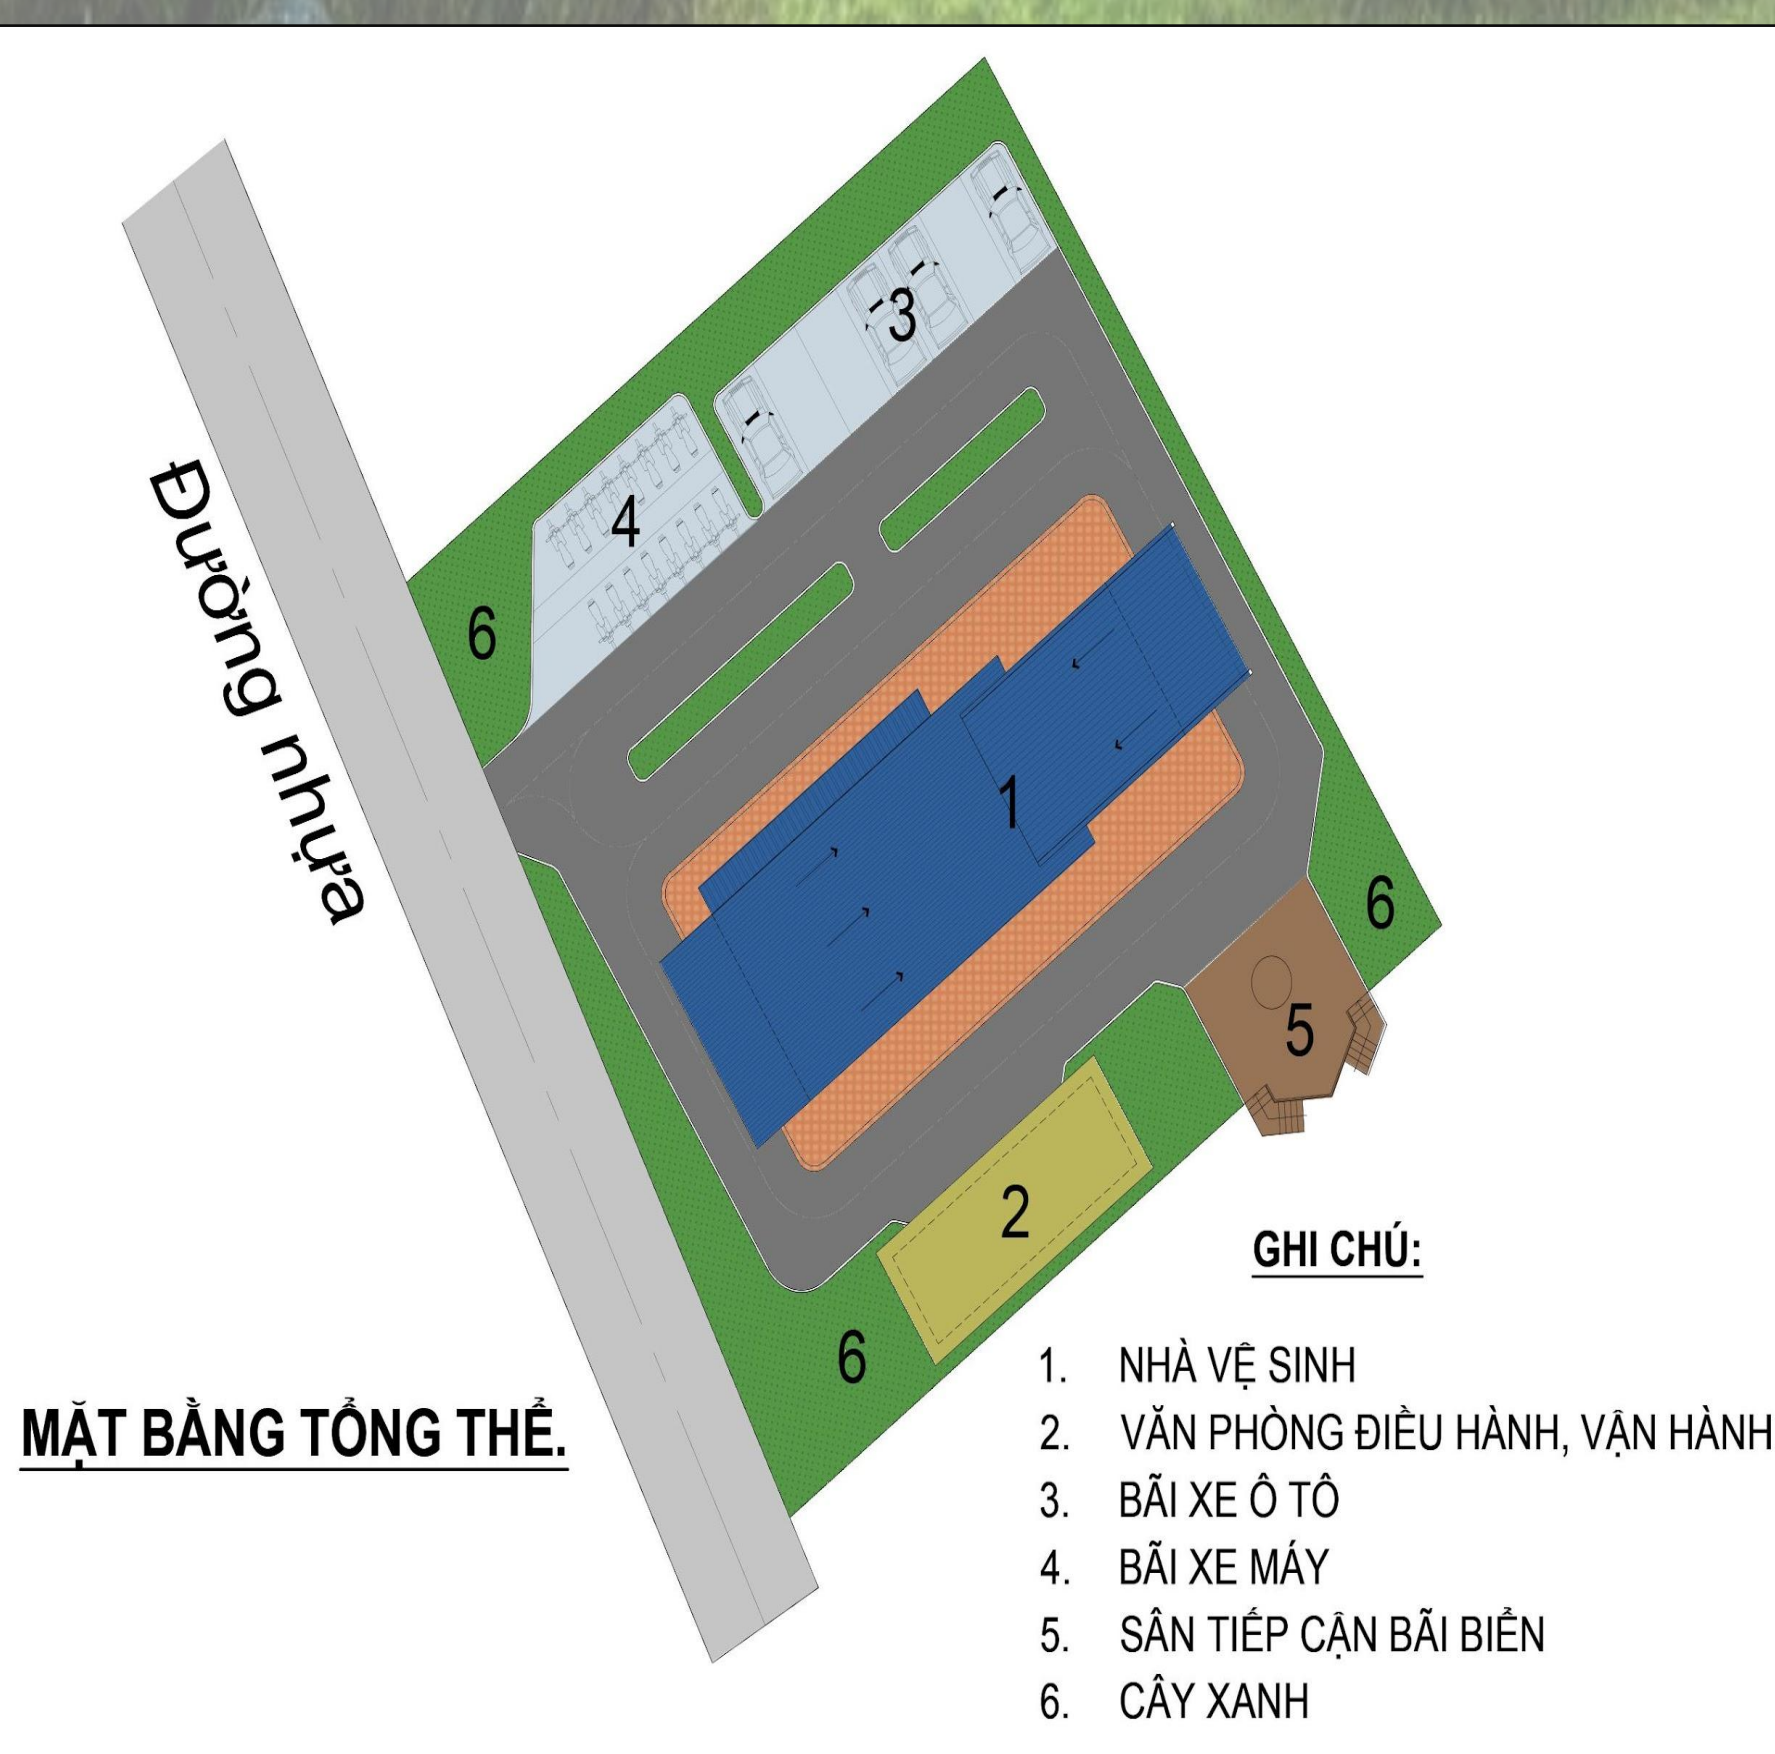 3
4
6
Đường nhựa
1
6
5
2
GHI CHÚ:
6
1. NHÀ VỆ SINH
MẶT BẰNG TỔNG THỂ.
2. VĂN PHÒNG ĐIỀU HÀNH, VẬN HÀNH
3. BÃI XE Ô TÔ
4. BÃI XE MÁY
5. SÂN TIẾP CẬN BÃI BIỂN
6. CÂY XANH